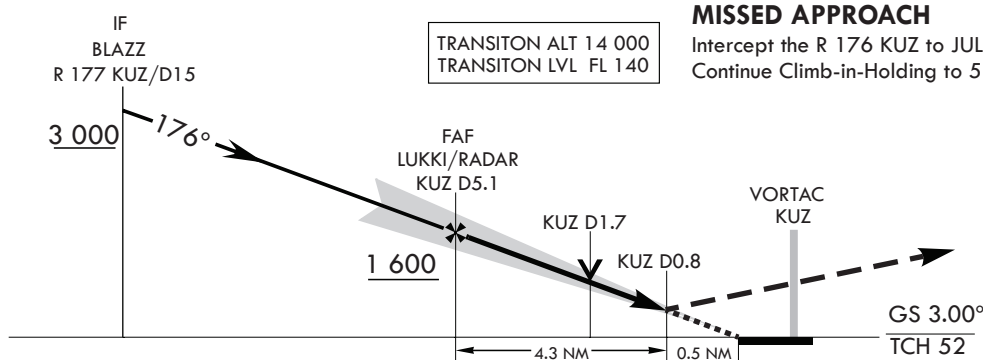 IF
BLAZZ
R 177 KUZ/D15
TRANSITON ALT 14 000
TRANSITON LVL FL 140
MISSED APPROACH
Intercept the R 176 KUZ to JUL
Continue Climb-in-Holding to 5
3 000
176°
FAF
LUKKI/RADAR
KUZ D5.1
VORTAC
KUZ
KUZ D1.7
KUZ D0.8
1 600
GS 3.00°
TCH 52
4.3 NM
0.5 NM